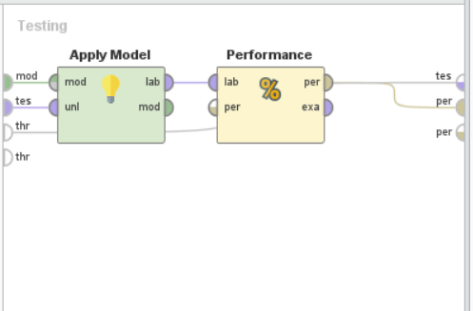 Testing
Apply Model Performance
mod mod lab lab per tes
tes unl mod per exa per
thr per
thr